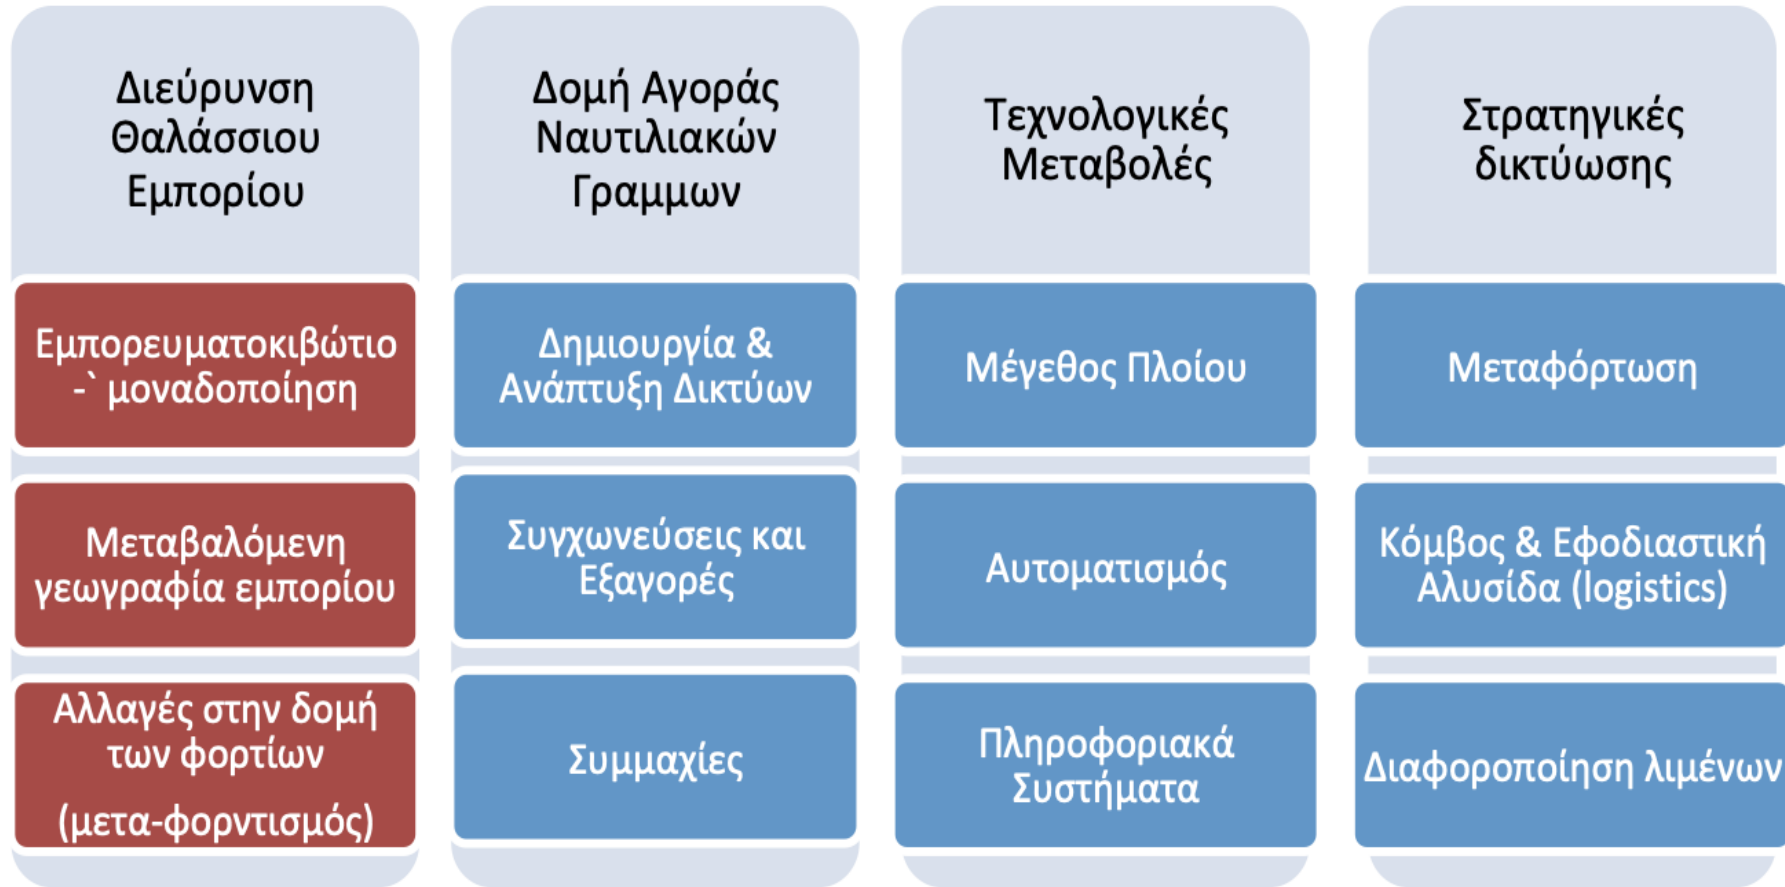 Διεύρυνση
Θαλάσσιου
Εμπορίου
Εμπορευματοκιβώτιο
-` μοναδοποίηση
Μεταβαλόμενη
γεωγραφία εμπορίου
Αλλαγές στην δομή
των φορτίων
(μετα-φορντισμός)
Δομή Αγοράς
Ναυτιλιακών
Γραμμων
Δημιουργία &
Ανάπτυξη Δικτύων
Συγχωνεύσεις και
Εξαγορές
Συμμαχίες
Τεχνολογικές
Μεταβολές
Μέγεθος Πλοίου
Αυτοματισμός
Πληροφοριακά
Συστήματα
Στρατηγικές
δικτύωσης
Μεταφόρτωση
Κόμβος & Εφοδιαστική
Αλυσίδα (logistics)
Διαφοροποίηση λιμένων